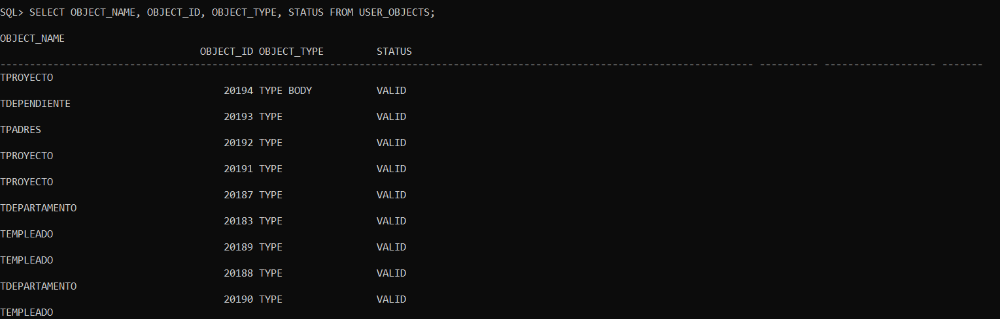 SQL> SELECT OBJECT_NAME, OBJECT_ID, OBJECT_TYPE, STATUS FROM USER_OBJECTS;
OBJECT_NAME
OBJECT_ID OBJECT_TYPE STATUS
-------------------------------------------------------------------------------------------------------------------------------- ---------- ------------------- -------
TPROYECTO
20194 TYPE BODY VALID
TDEPENDIENTE
20193 TYPE VALID
TPADRES
20192 TYPE VALID
TPROYECTO
20191 TYPE VALID
TPROYECTO
20187 TYPE VALID
TDEPARTAMENTO
20183 TYPE VALID
TEMPLEADO
20189 TYPE VALID
TEMPLEADO
20188 TYPE VALID
TDEPARTAMENTO
20190 TYPE VALID
TEMPLEADO